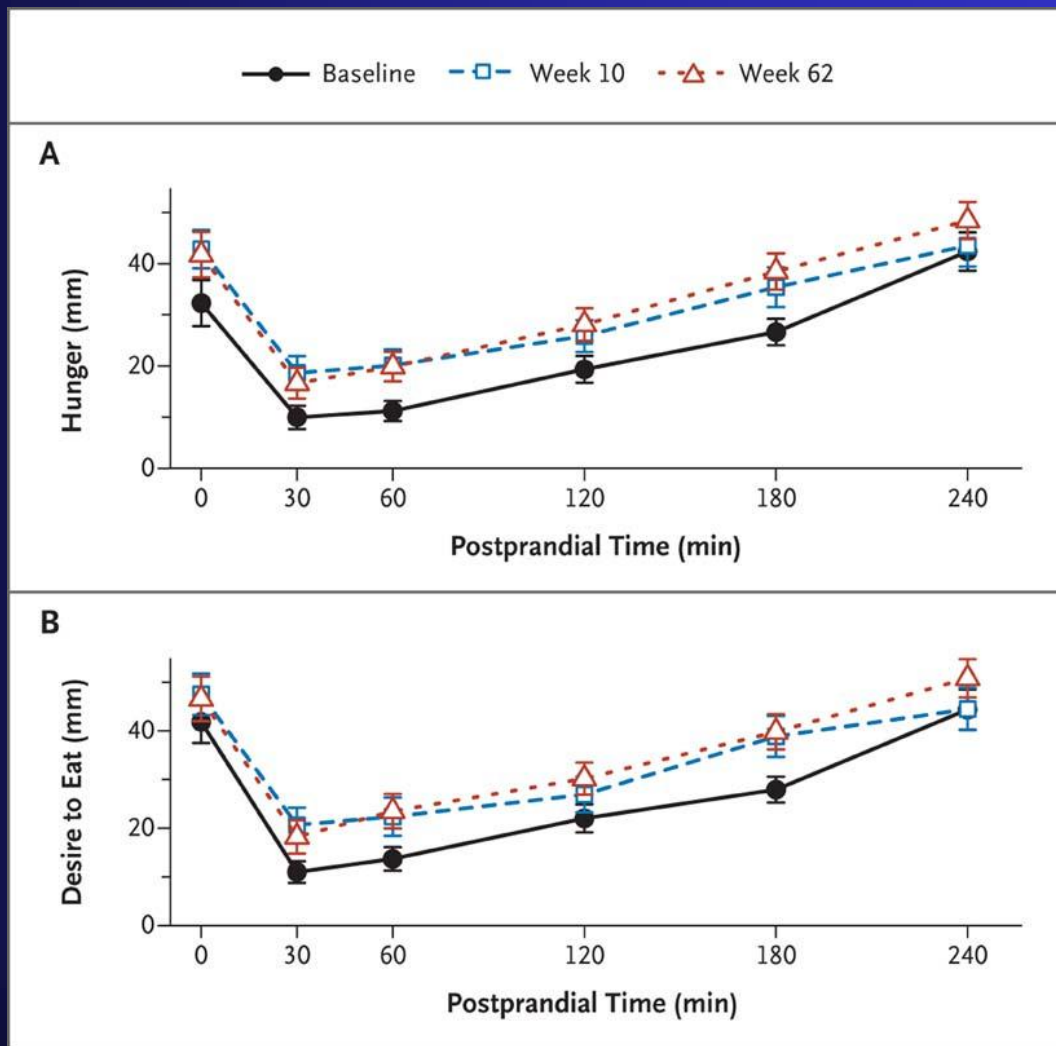 Baseline Week 10 Week 62
A
Hunger (mm)
40
20
0
0 30 60 120 180 240
Postprandial Time (min)
B
Desire to Eat (mm)
40
20
0
0 30 60 120 180 240
Postprandial Time (min)